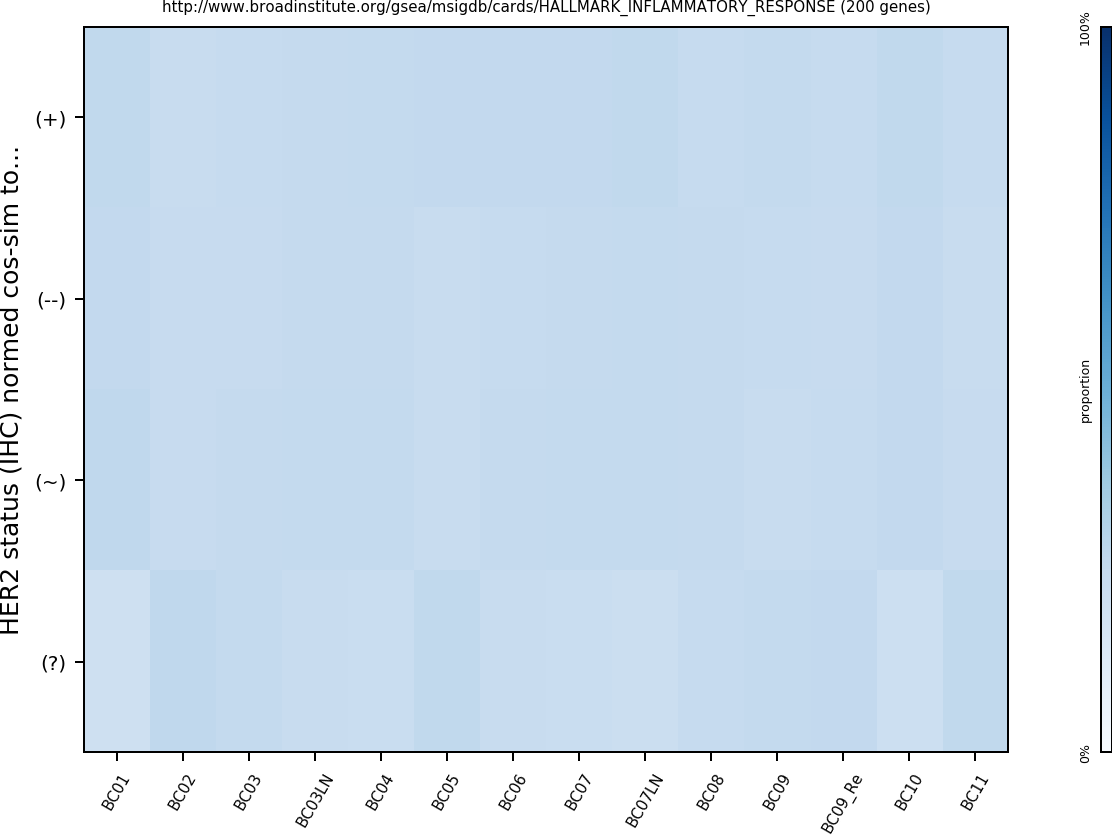 http://www.broadinstitute.org/gsea/msigdb/cards/HALLMARK_INFLAMMATORY_RESPONSE (200 genes)
HER2 status (IHC) normed cos-sim to...
(+)
(--)
(~)
(?)
BC01
BC02
BC03
BC03LN
BC04
BC05
BC06
BC07
BC07LN
BC08
BC09
BC09_Re
BC10
BC11
100%
proportion
0%